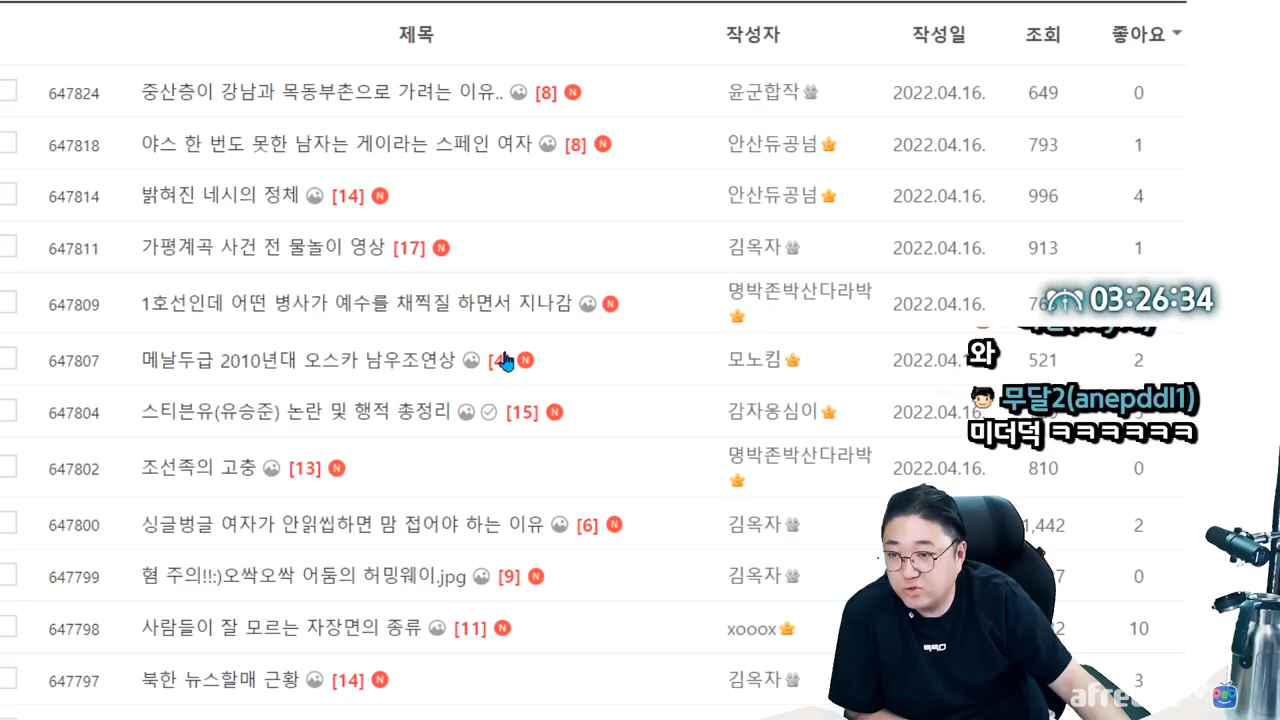 제목 작성자 작성일 조회 좋아요
647824 중산층이 강남과 목동부촌으로 가려는 이유.. [8] N 윤군합작 2022.04.16. 649 0
647818 야스 한 번도 못한 남자는 게이라는 스페인 여자 [8] N 안산듀공넘 2022.04.16. 793 1
647814 밝혀진 네시의 정체 [14] N 안산듀공넘 2022.04.16. 996 4
647811 가평계곡 사건 전 물놀이 영상 [17] N 김옥자 2022.04.16. 913 1
647809 1호선인데 어떤 병사가 예수를 채찍질 하면서 지나감 N 명박존박산다라박 2022.04.16.
03:26:34
647807 메날두급 2010년대 오스카 남우조연상 N 모노킴 521 2
와
647804 스티븐유(유승준) 논란 및 행적 총정리 [15] N 감자옹심이
무달2(anepddl1)
미더덕 ㅋㅋㅋㅋㅋㅋ
647802 조선족의 고충 [13] N 명박존박산다라박 2022.04.16. 810 0
647800 싱글벙글 여자가 안읽씹하면 맘 접어야 하는 이유 [6] N 김옥자 1,442 2
647799 혐 주의!!:)오싹오싹 어둠의 허밍웨이.jpg [9] N 김옥자 0
647798 사람들이 잘 모르는 자장면의 종류 [11] N xooox 10
647797 북한 뉴스할매 근황 [14] N 김옥자 3